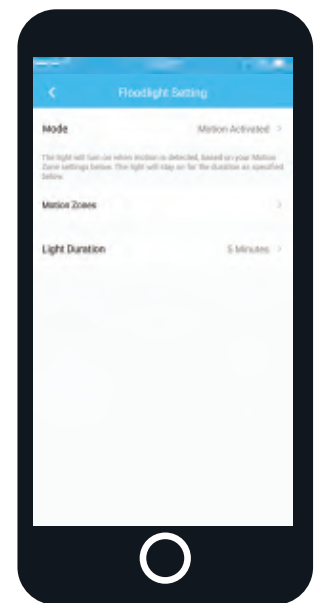 Floodlight Setting
Mode Motion Activated
The light will turn on when motion is detected, based on your Motion
Zone settings below. The light will stay on for the duration as specified
below.
Motion Zones
Light Duration 5 Minutes